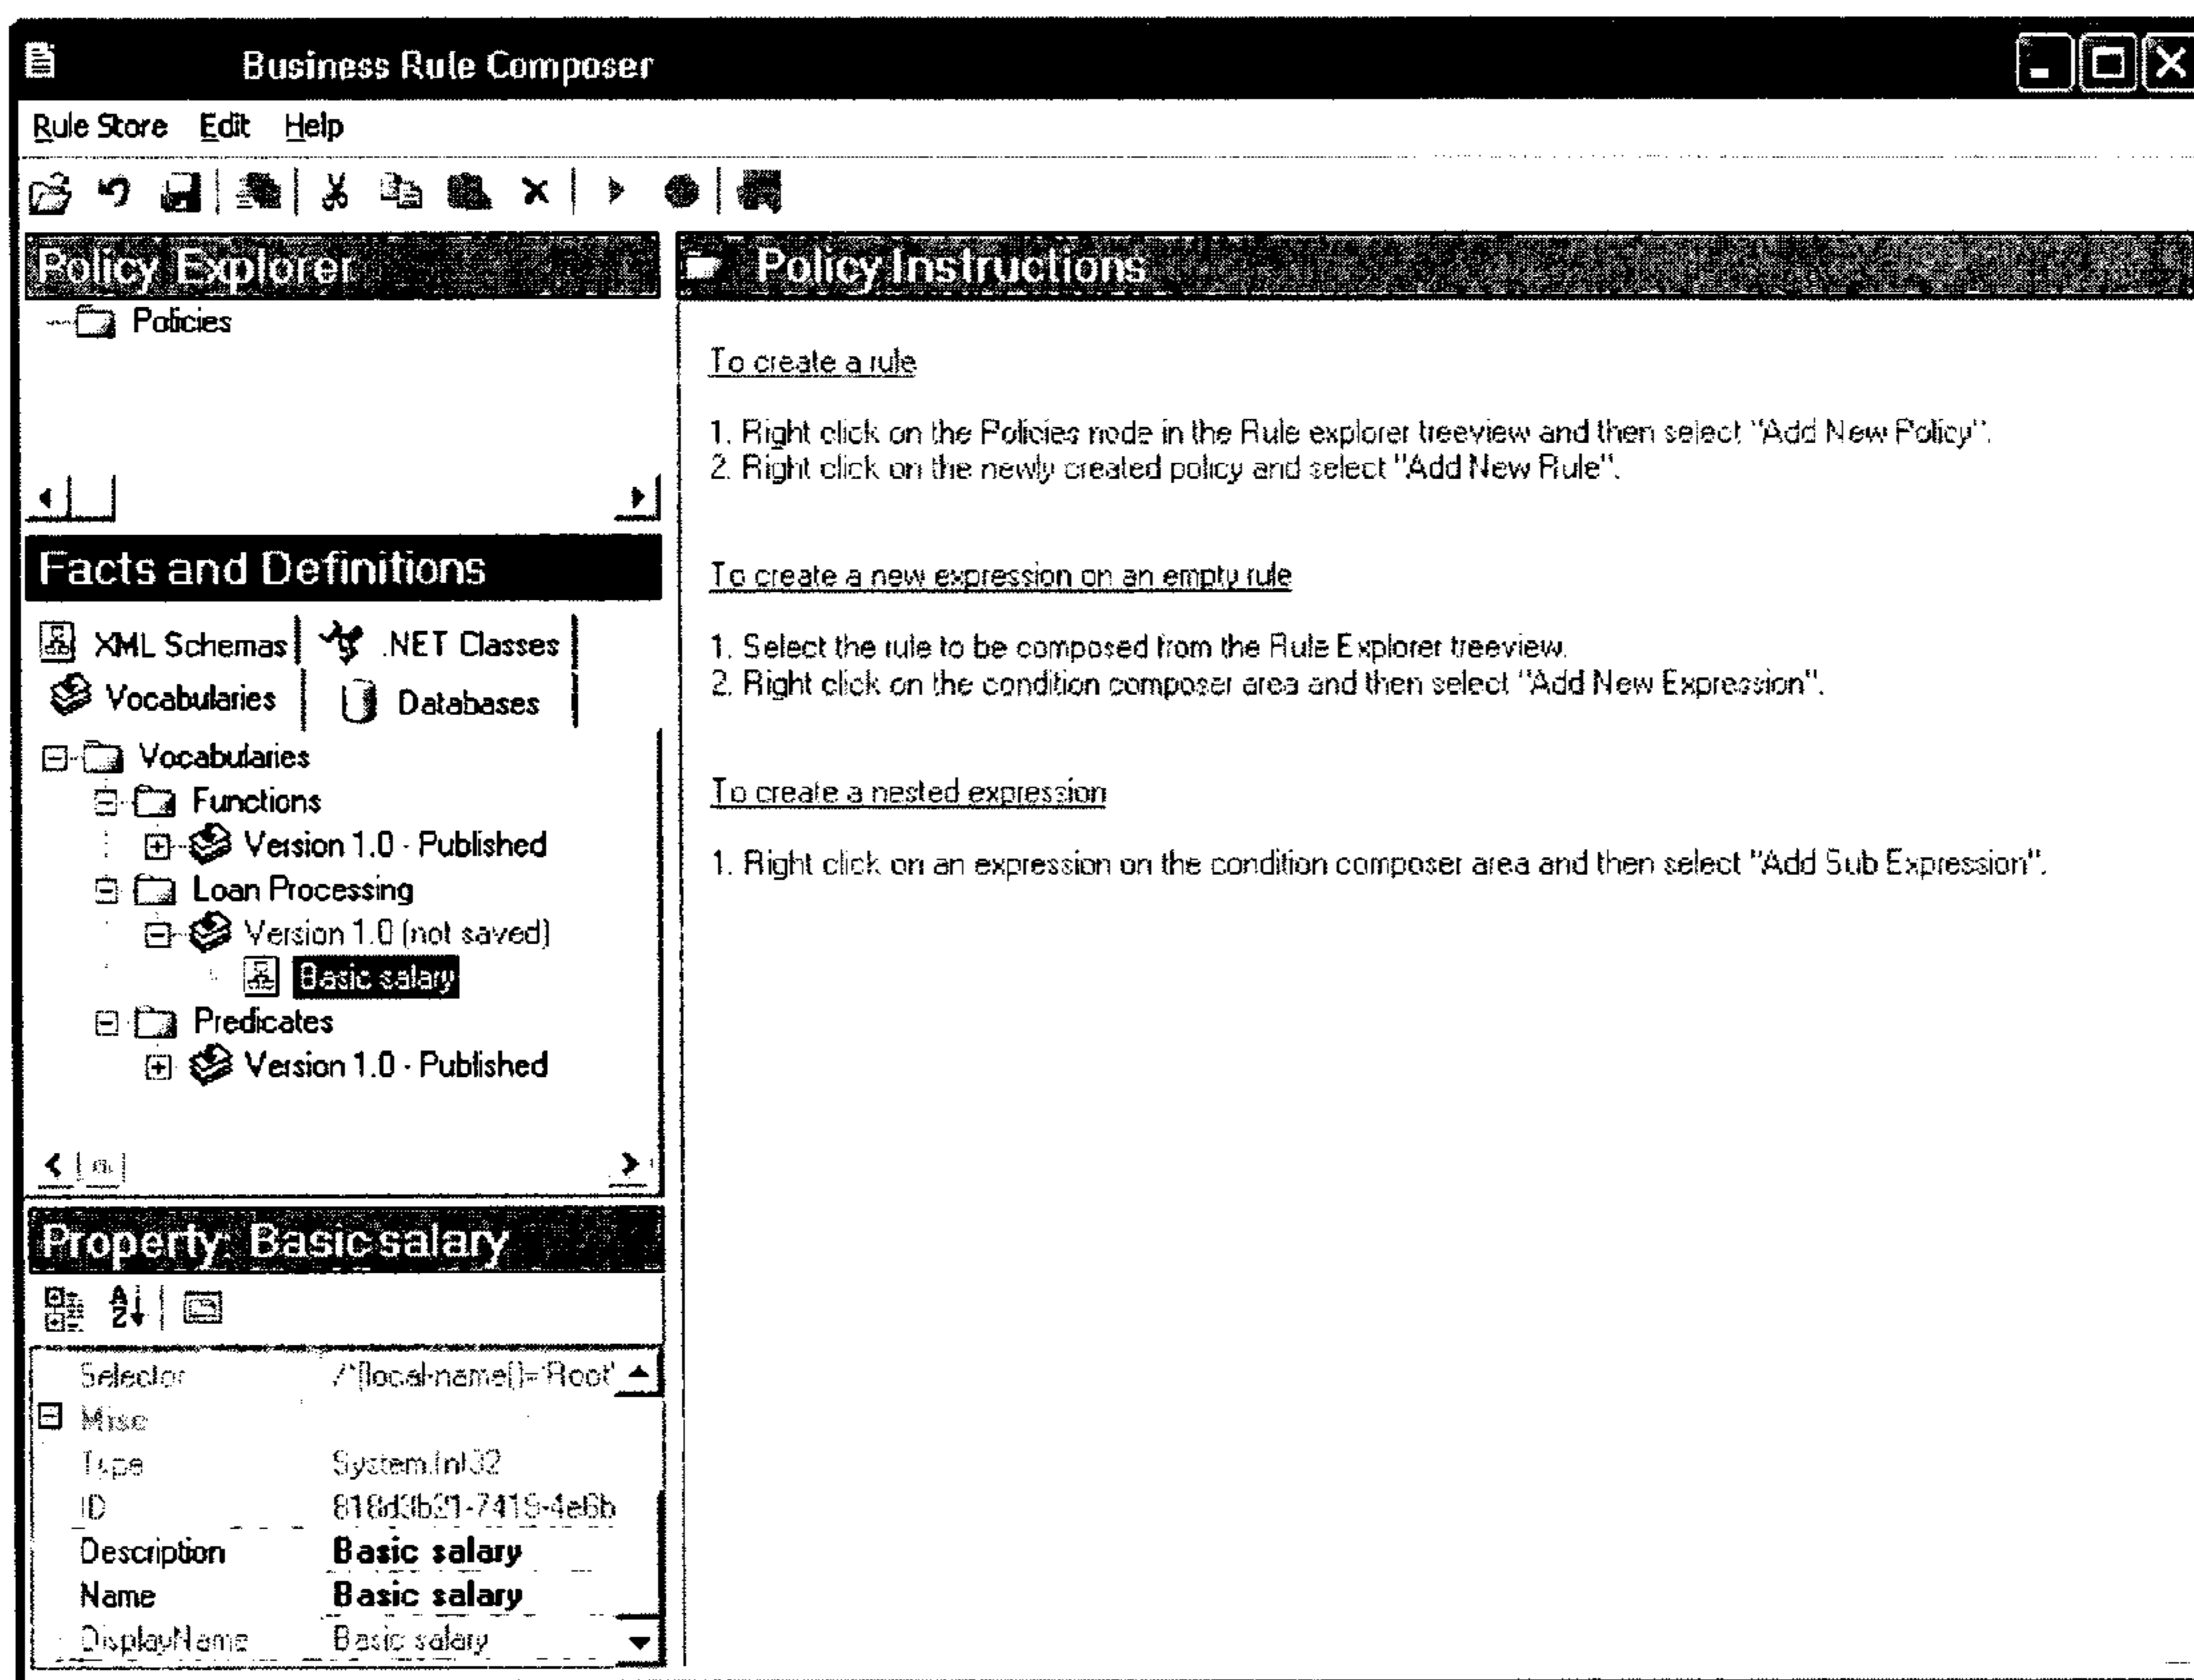 Business Rule Composer
Rule Store Edit Help
Policy Explorer
Policies
Facts and Definitions
XML Schemas .NET Classes
Vocabularies Databases
Vocabularies
Functions
Version 1.0 - Published
Loan Processing
Version 1.0 (not saved)
Basic salary
Predicates
Version 1.0 - Published
Property: Basic salary
Selector /*[local-name()='Root'
Misc
Type System.Int32
ID
Description Basic salary
Name Basic salary
DisplayName Basic salary
Policy Instructions
To create a rule
1. Right click on the Policies node in the Rule explorer treeview and then select "Add New Policy".
2. Right click on the newly created policy and select "Add New Rule".
To create a new expression on an empty rule
1. Select the rule to be composed from the Rule Explorer treeview.
2. Right click on the condition composer area and then select "Add New Expression".
To create a nested expression
1. Right click on an expression on the condition composer area and then select "Add Sub Expression".